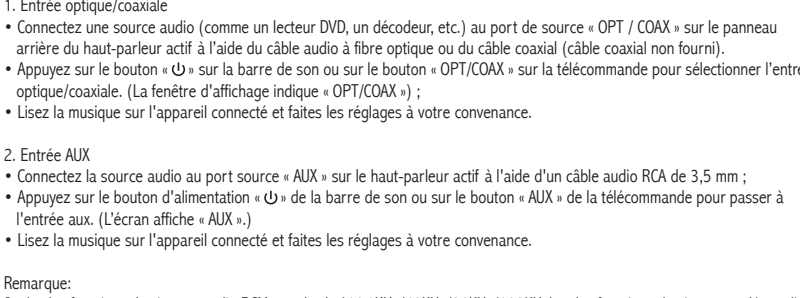 1. Entrée optique/coaxiale
• Connectez une source audio (comme un lecteur DVD, un décodeur, etc.) au port de source « OPT / COAX » sur le panneau
arrière du haut-parleur actif à l'aide du câble audio à fibre optique ou du câble coaxial (câble coaxial non fourni).
• Appuyez sur le bouton « ⏻ » sur la barre de son ou sur le bouton « OPT/COAX » sur la télécommande pour sélectionner
optique/coaxiale. (La fenêtre d'affichage indique « OPT/COAX ») ;
• Lisez la musique sur l'appareil connecté et faites les réglages à votre convenance.
2. Entrée AUX
• Connectez la source audio au port source « AUX » sur le haut-parleur actif à l'aide d'un câble audio RCA de 3,5 mm ;
• Appuyez sur le bouton d'alimentation « ⏻ » de la barre de son ou sur le bouton « AUX » de la télécommande pour passer à
l'entrée aux. (L'écran affiche « AUX ».)
• Lisez la musique sur l'appareil connecté et faites les réglages à votre convenance.
Remarque: